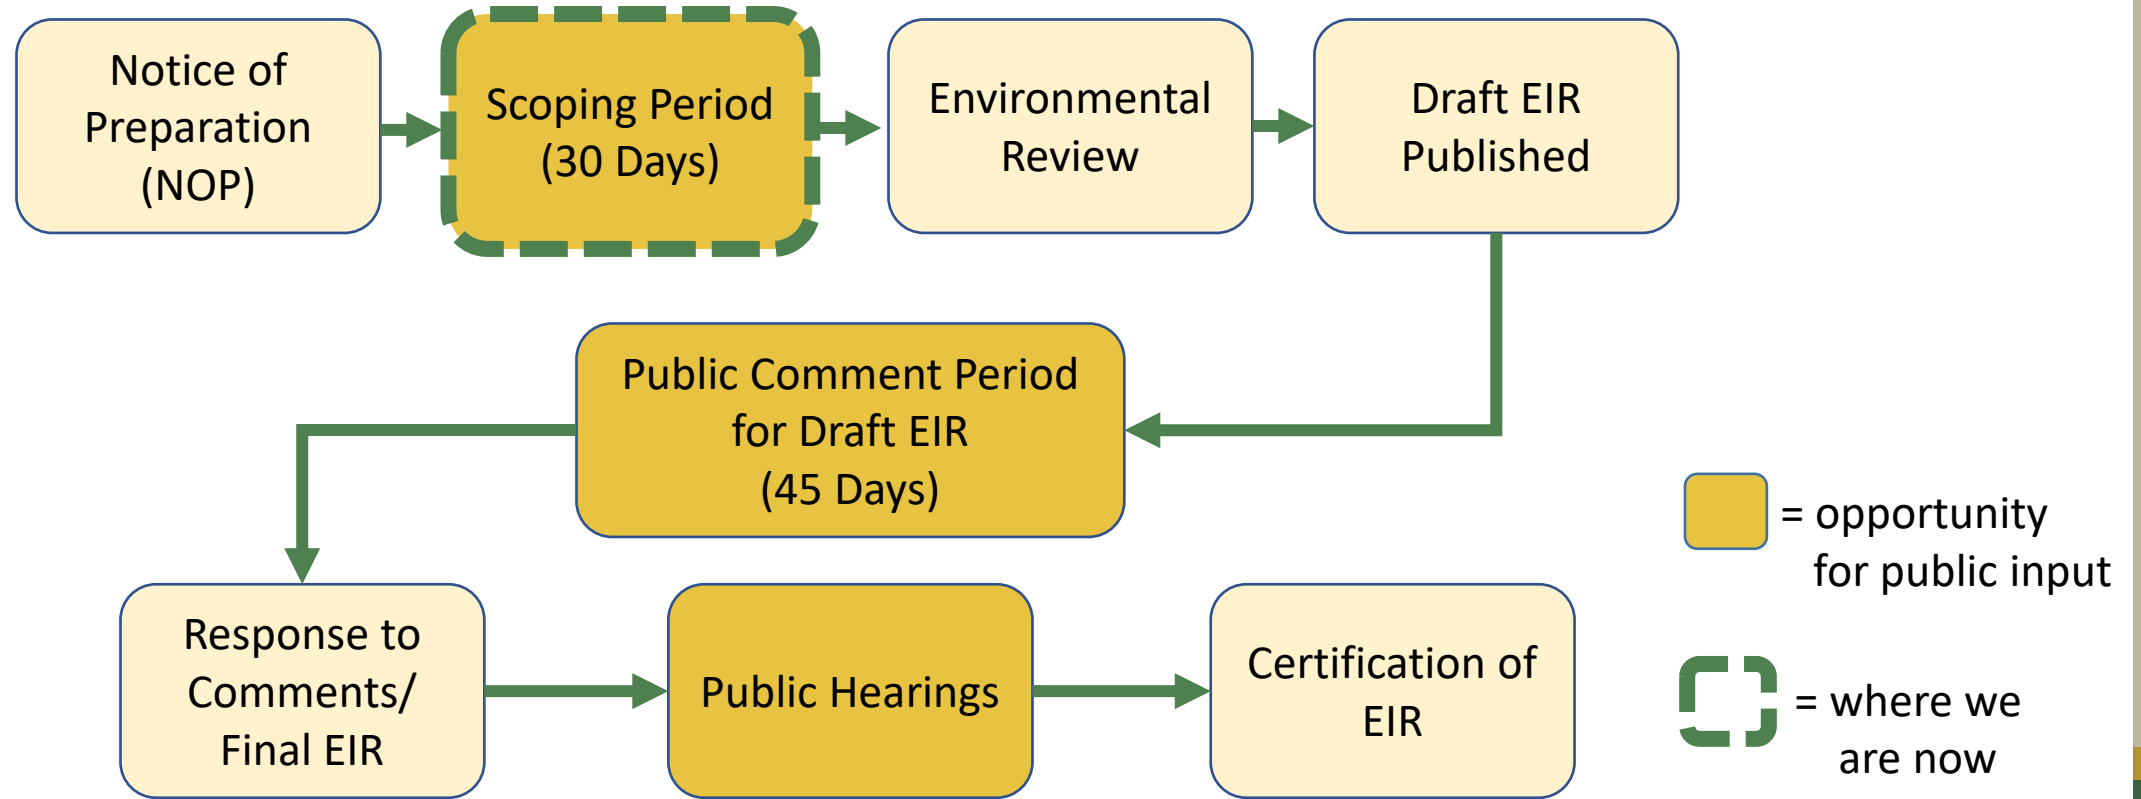 Notice of
Preparation
(NOP)
Scoping Period
(30 Days)
Environmental
Review
Draft EIR
Published
Public Comment Period
for Draft EIR
(45 Days)
Response to
Comments/
Final EIR
Public Hearings
Certification of
EIR
= opportunity
for public input
= where we
are now